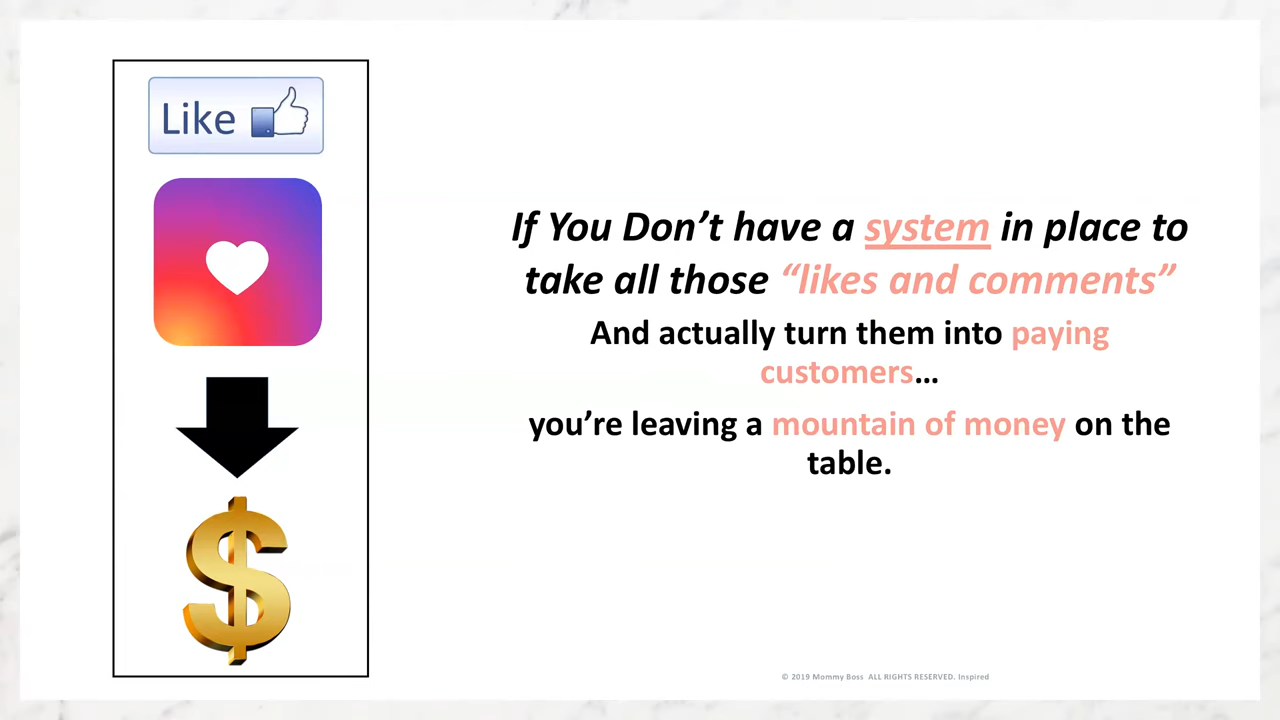 Like
If You Don’t have a system in place to
take all those “likes and comments”
And actually turn them into paying
customers…
you’re leaving a mountain of money on the
table.
© 2019 Mommy Boss ALL RIGHTS RESERVED. Inspired